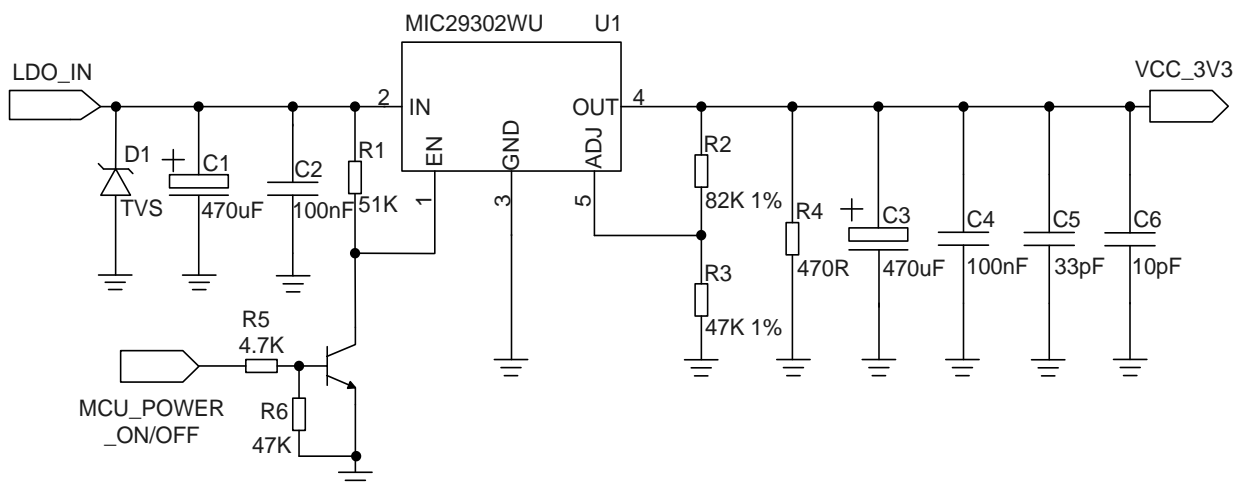 MIC29302WU U1
LDO_IN
VCC_3V3
2 IN
OUT 4
EN
GND
ADJ
1
3
5
D1
TVS
C1
470uF
C2
100nF
R1
51K
R2
82K 1%
R3
47K 1%
R4
470R
C3
470uF
C4
100nF
C5
33pF
C6
10pF
R5
4.7K
MCU_POWER
_ON/OFF
R6
47K